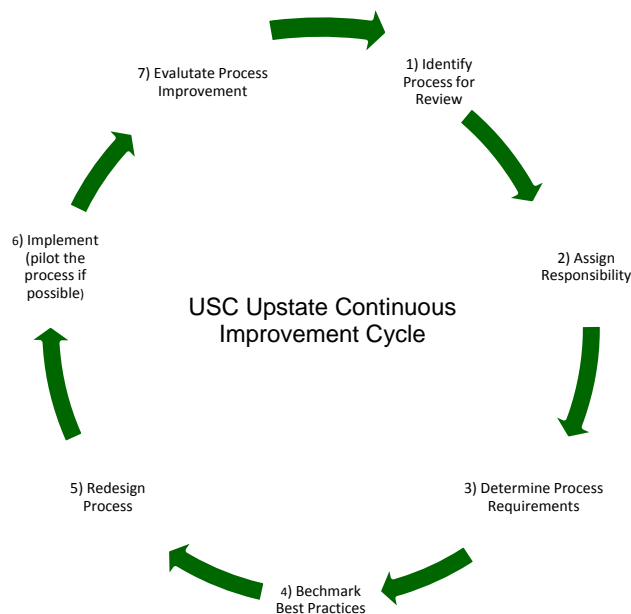 1) Identify
Process for
Review
2) Assign
Responsibility
3) Determine Process
Requirements
4) Bechmark
Best Practices
5) Redesign
Process
6) Implement
(pilot the
process if
possible)
7) Evalutate Process
Improvement
USC Upstate Continuous
Improvement Cycle